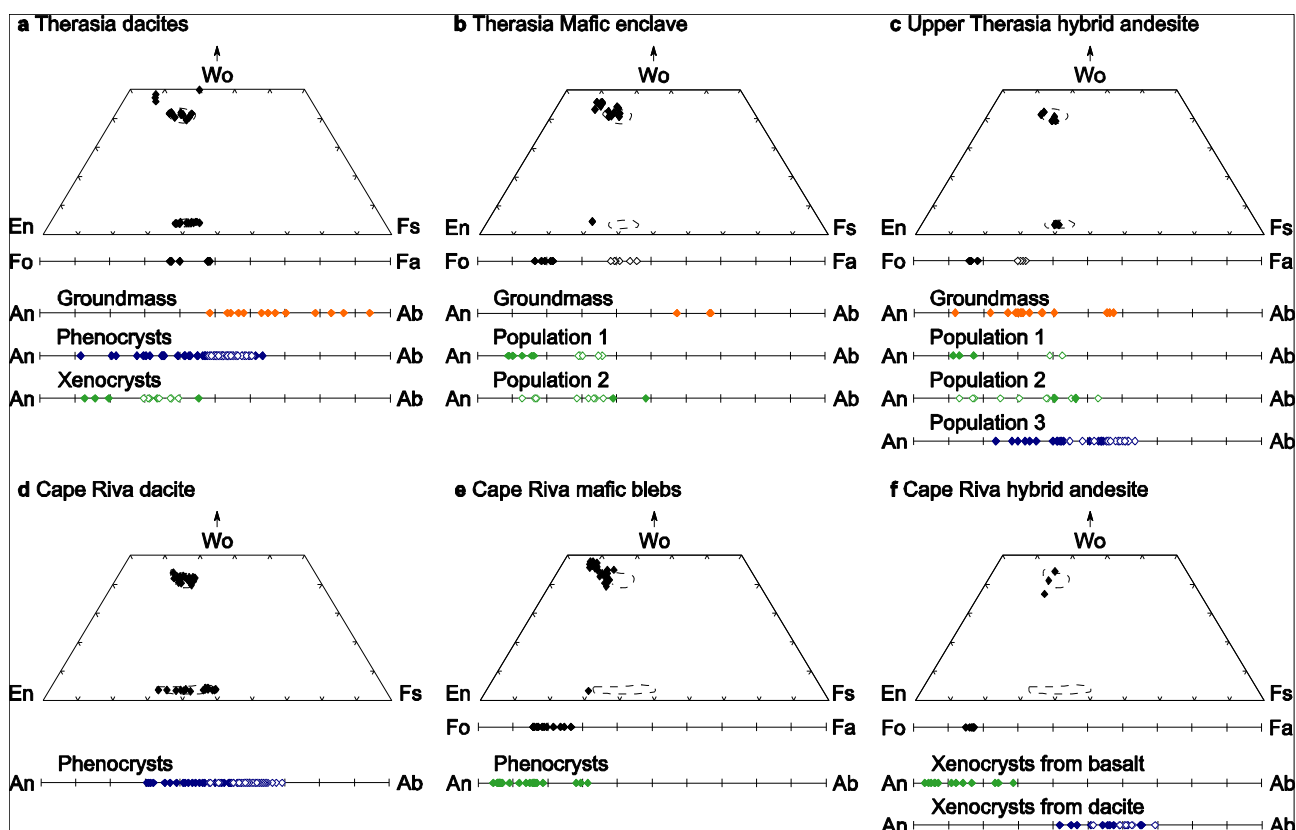 a Therasia dacites
Wo
En Fs
Fo Fa
Groundmass
An Ab
Phenocrysts
An Ab
Xenocrysts
An Ab
b Therasia Mafic enclave
Wo
En Fs
Fo Fa
Groundmass
An Ab
Population 1
An Ab
Population 2
An Ab
c Upper Therasia hybrid andesite
Wo
En Fs
Fo Fa
Groundmass
An Ab
Population 1
An Ab
Population 2
An Ab
Population 3
An Ab
d Cape Riva dacite
Wo
En Fs
Phenocrysts
An Ab
e Cape Riva mafic blebs
Wo
En Fs
Fo Fa
Phenocrysts
An Ab
f Cape Riva hybrid andesite
Wo
En Fs
Fo Fa
Xenocrysts from basalt
An Ab
Xenocrysts from dacite
An Ab